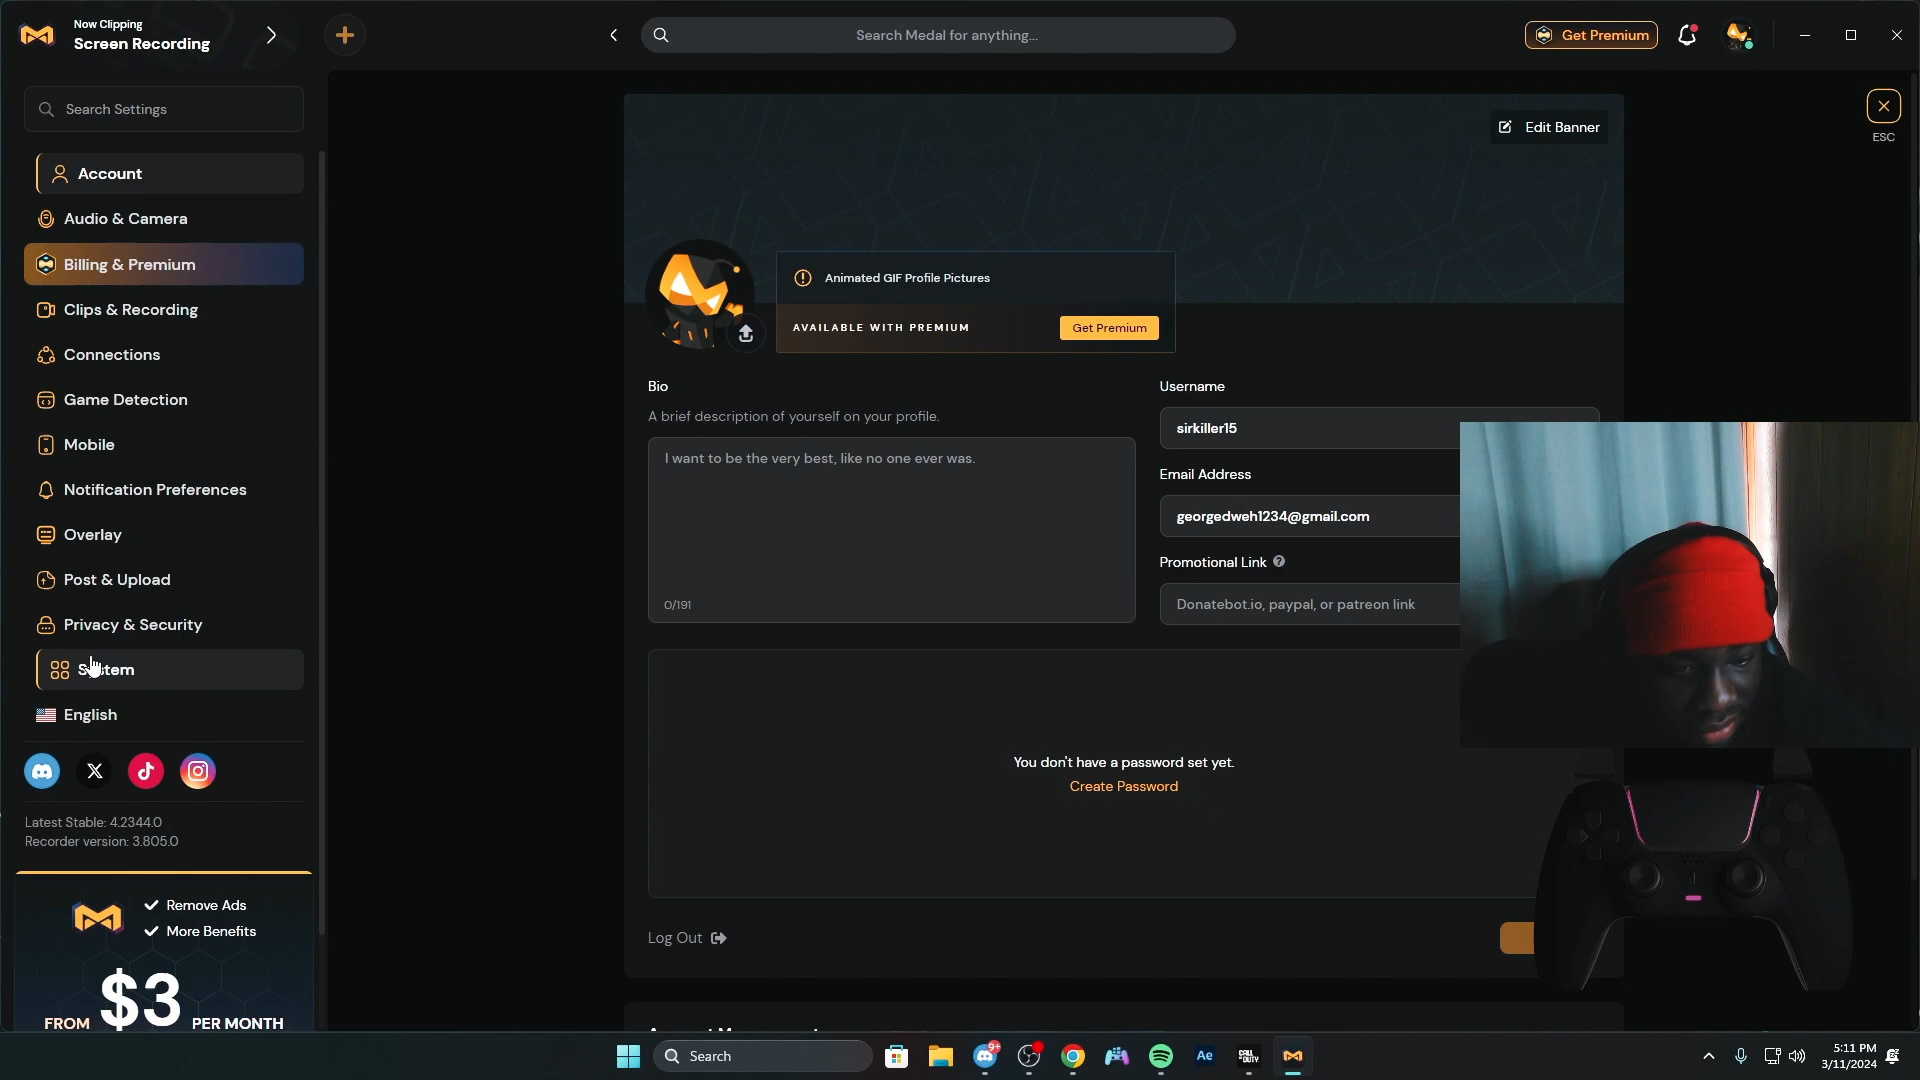 Now Clipping
Screen Recording
Search Medal for anything...
Get Premium
Search Settings
Account
Audio & Camera
Billing & Premium
Clips & Recording
Connections
Game Detection
Mobile
Notification Preferences
Overlay
Post & Upload
Privacy & Security
System
English
Latest Stable: 4.2344.0
Recorder version: 3.805.0
Remove Ads
More Benefits
FROM $3 PER MONTH
Edit Banner
ESC
Animated GIF Profile Pictures
AVAILABLE WITH PREMIUM
Get Premium
Bio
A brief description of yourself on your profile.
I want to be the very best, like no one ever was.
0/191
Username
sirkiller15
Email Address
georgedweh1234@gmail.com
Promotional Link
Donatebot.io, paypal, or patreon link
You don't have a password set yet.
Create Password
Log Out
Search
9+
Ae
CALL DUTY
5:11 PM
3/11/2024